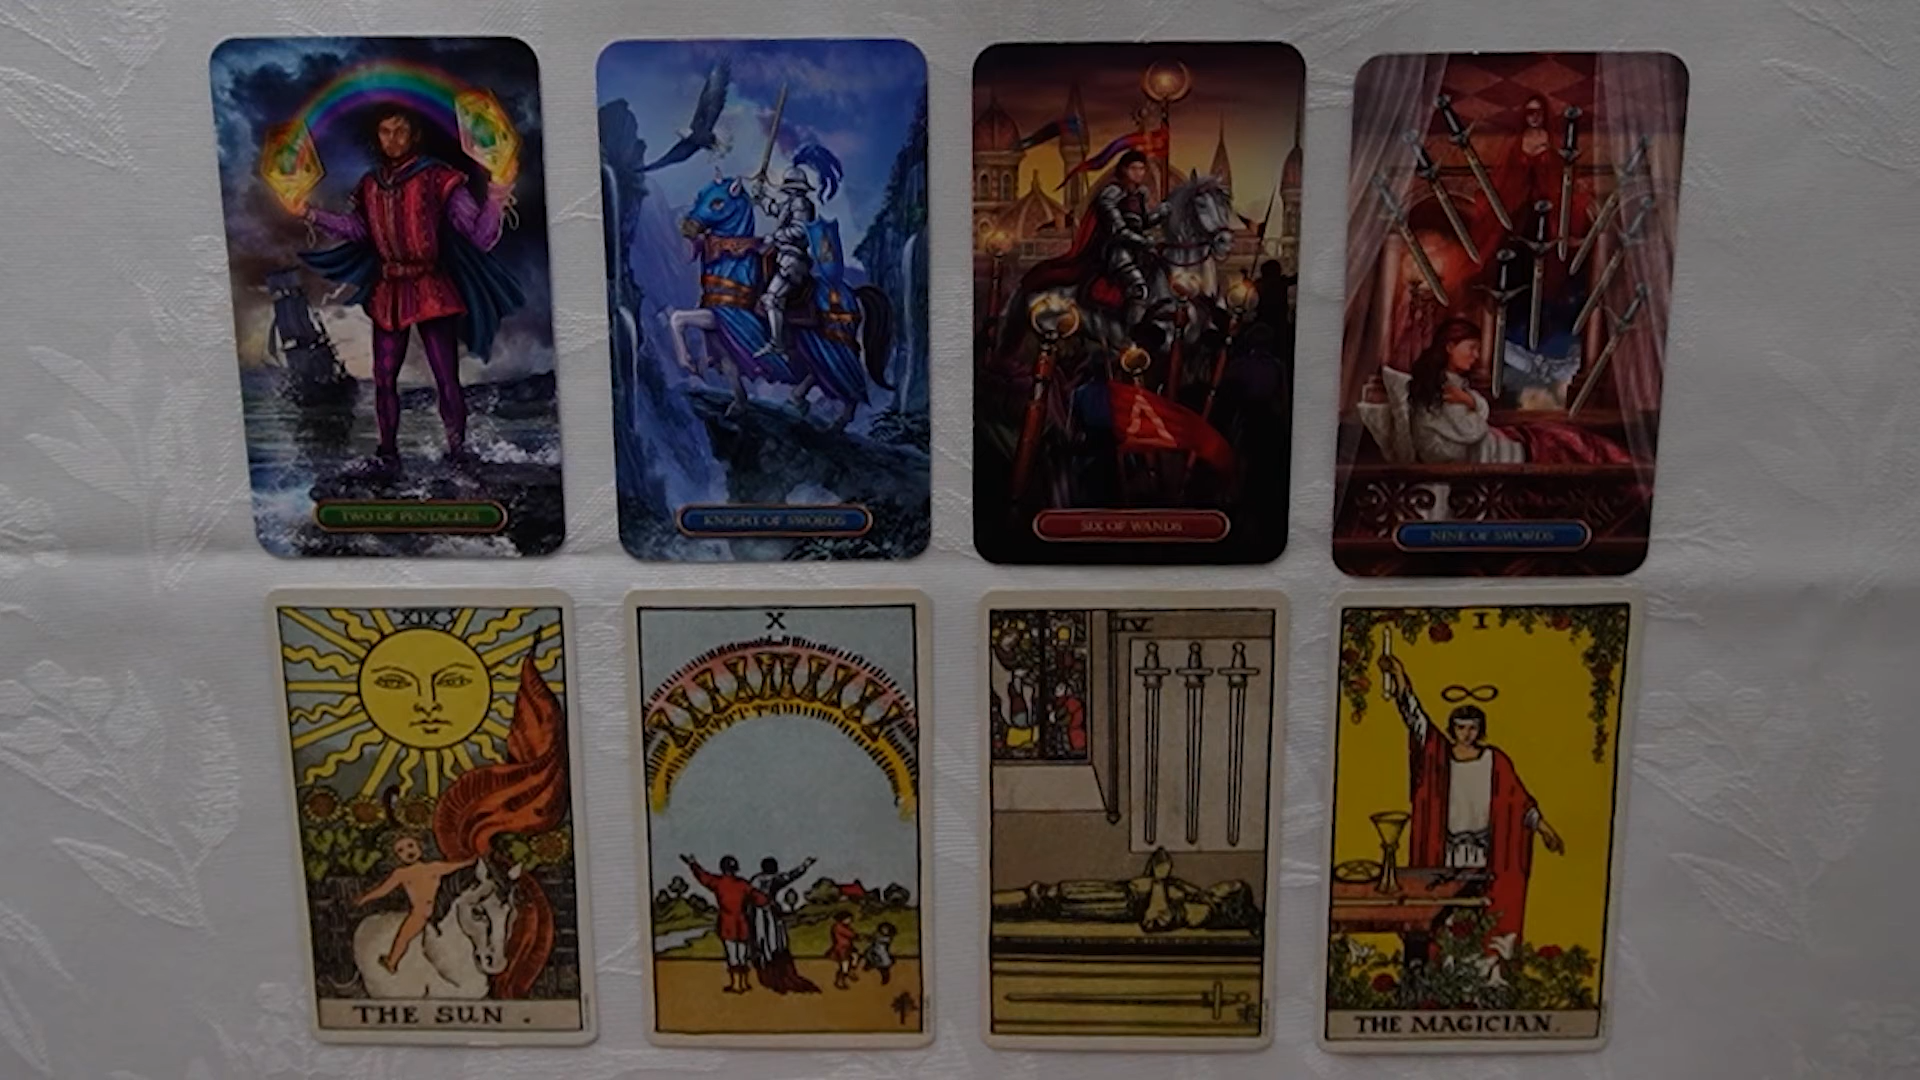 TWO OF PENTACLES
KNIGHT OF SWORDS
SIX OF WANDS
NINE OF SWORDS
XIX
X
IV
I
THE SUN .
THE MAGICIAN.